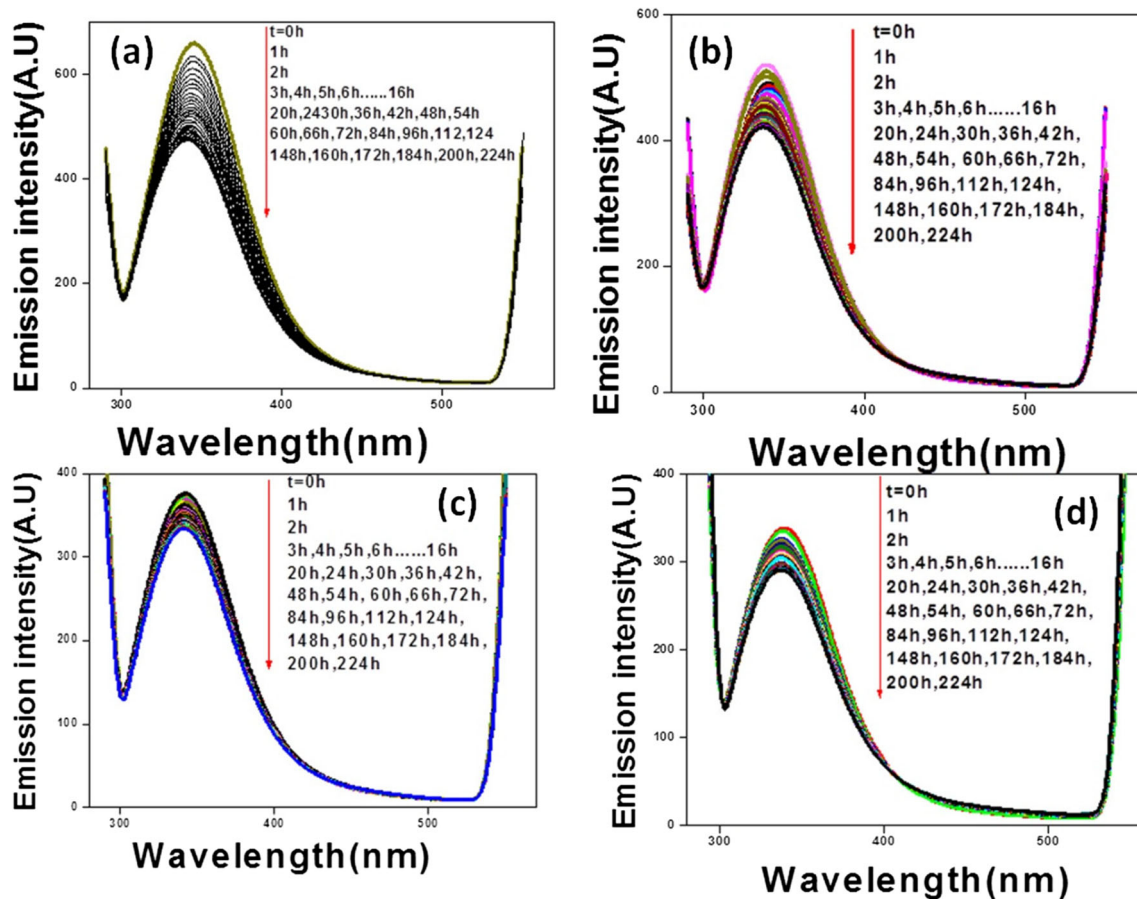 (a)
t=0h
1h
2h
3h,4h,5h,6h......16h
20h,2430h,36h,42h,48h,54h
60h,66h,72h,84h,96h,112h,124
148h,160h,172h,184h,200h,224h
Emission intensity(A.U)
600
400
200
0
300
400
500
Wavelength(nm)
(b)
t=0h
1h
2h
3h,4h,5h,6h......16h
20h,24h,30h,36h,42h,
48h,54h, 60h,66h,72h,
84h,96h,112h,124h,
148h,160h,172h,184h,
200h,224h
Emission intensity(A.U)
600
400
200
0
300
400
500
Wavelength(nm)
(c)
t=0h
1h
2h
3h,4h,5h,6h......16h
20h,24h,30h,36h,42h,
48h,54h, 60h,66h,72h,
84h,96h,112h,124h,
148h,160h,172h,184h,
200h,224h
Emission intensity(A.U)
400
300
200
100
0
300
400
500
Wavelength(nm)
(d)
t=0h
1h
2h
3h,4h,5h,6h......16h
20h,24h,30h,36h,42h,
48h,54h, 60h,66h,72h,
84h,96h,112h,124h,
148h,160h,172h,184h,
200h,224h
Emission intensity(A.U)
400
300
200
100
0
300
400
500
Wavelength(nm)